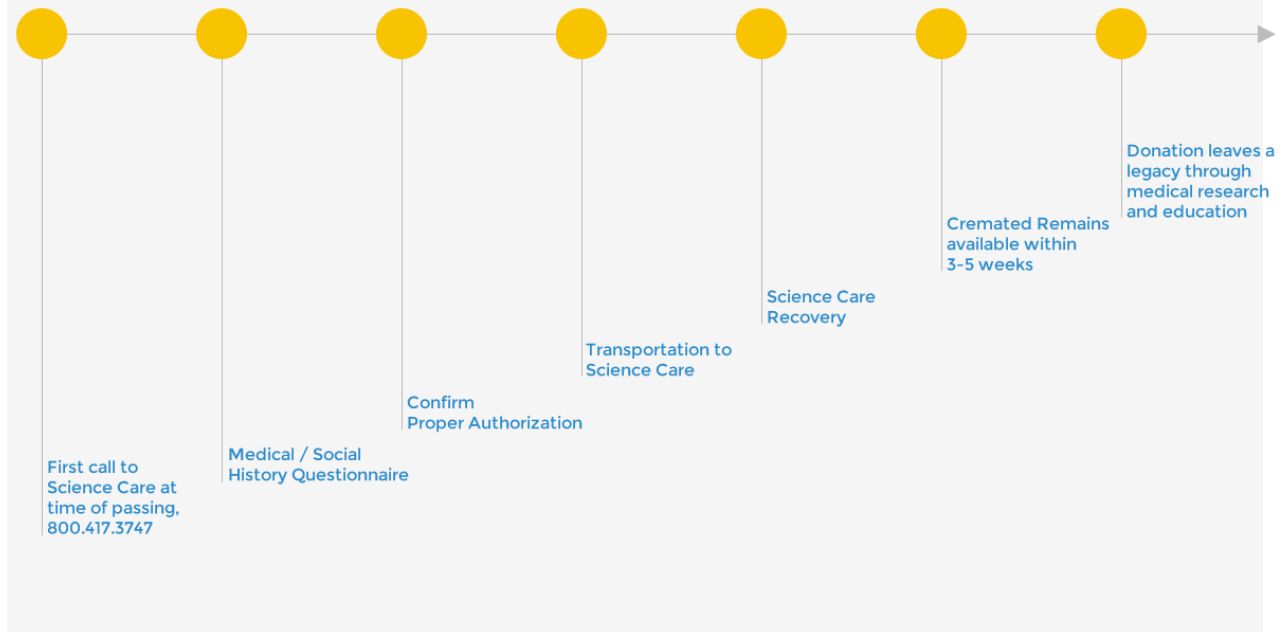 First call to
Science Care at
time of passing,
800.417.3747
Medical / Social
History Questionnaire
Confirm
Proper Authorization
Transportation to
Science Care
Science Care
Recovery
Cremated Remains
available within
3-5 weeks
Donation leaves a
legacy through
medical research
and education